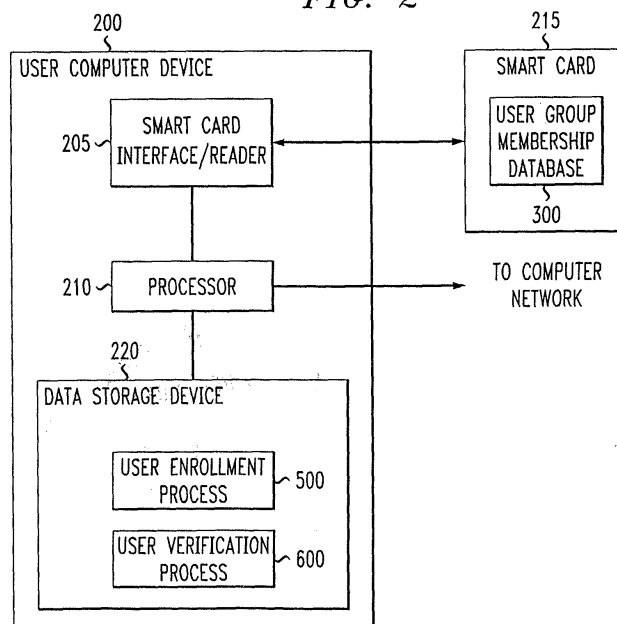 FIG. 2
200
215
USER COMPUTER DEVICE
SMART CARD
205
SMART CARD
INTERFACE/READER
USER GROUP
MEMBERSHIP
DATABASE
300
210
PROCESSOR
TO COMPUTER
NETWORK
220
DATA STORAGE DEVICE
USER ENROLLMENT
PROCESS
500
USER VERIFICATION
PROCESS
600